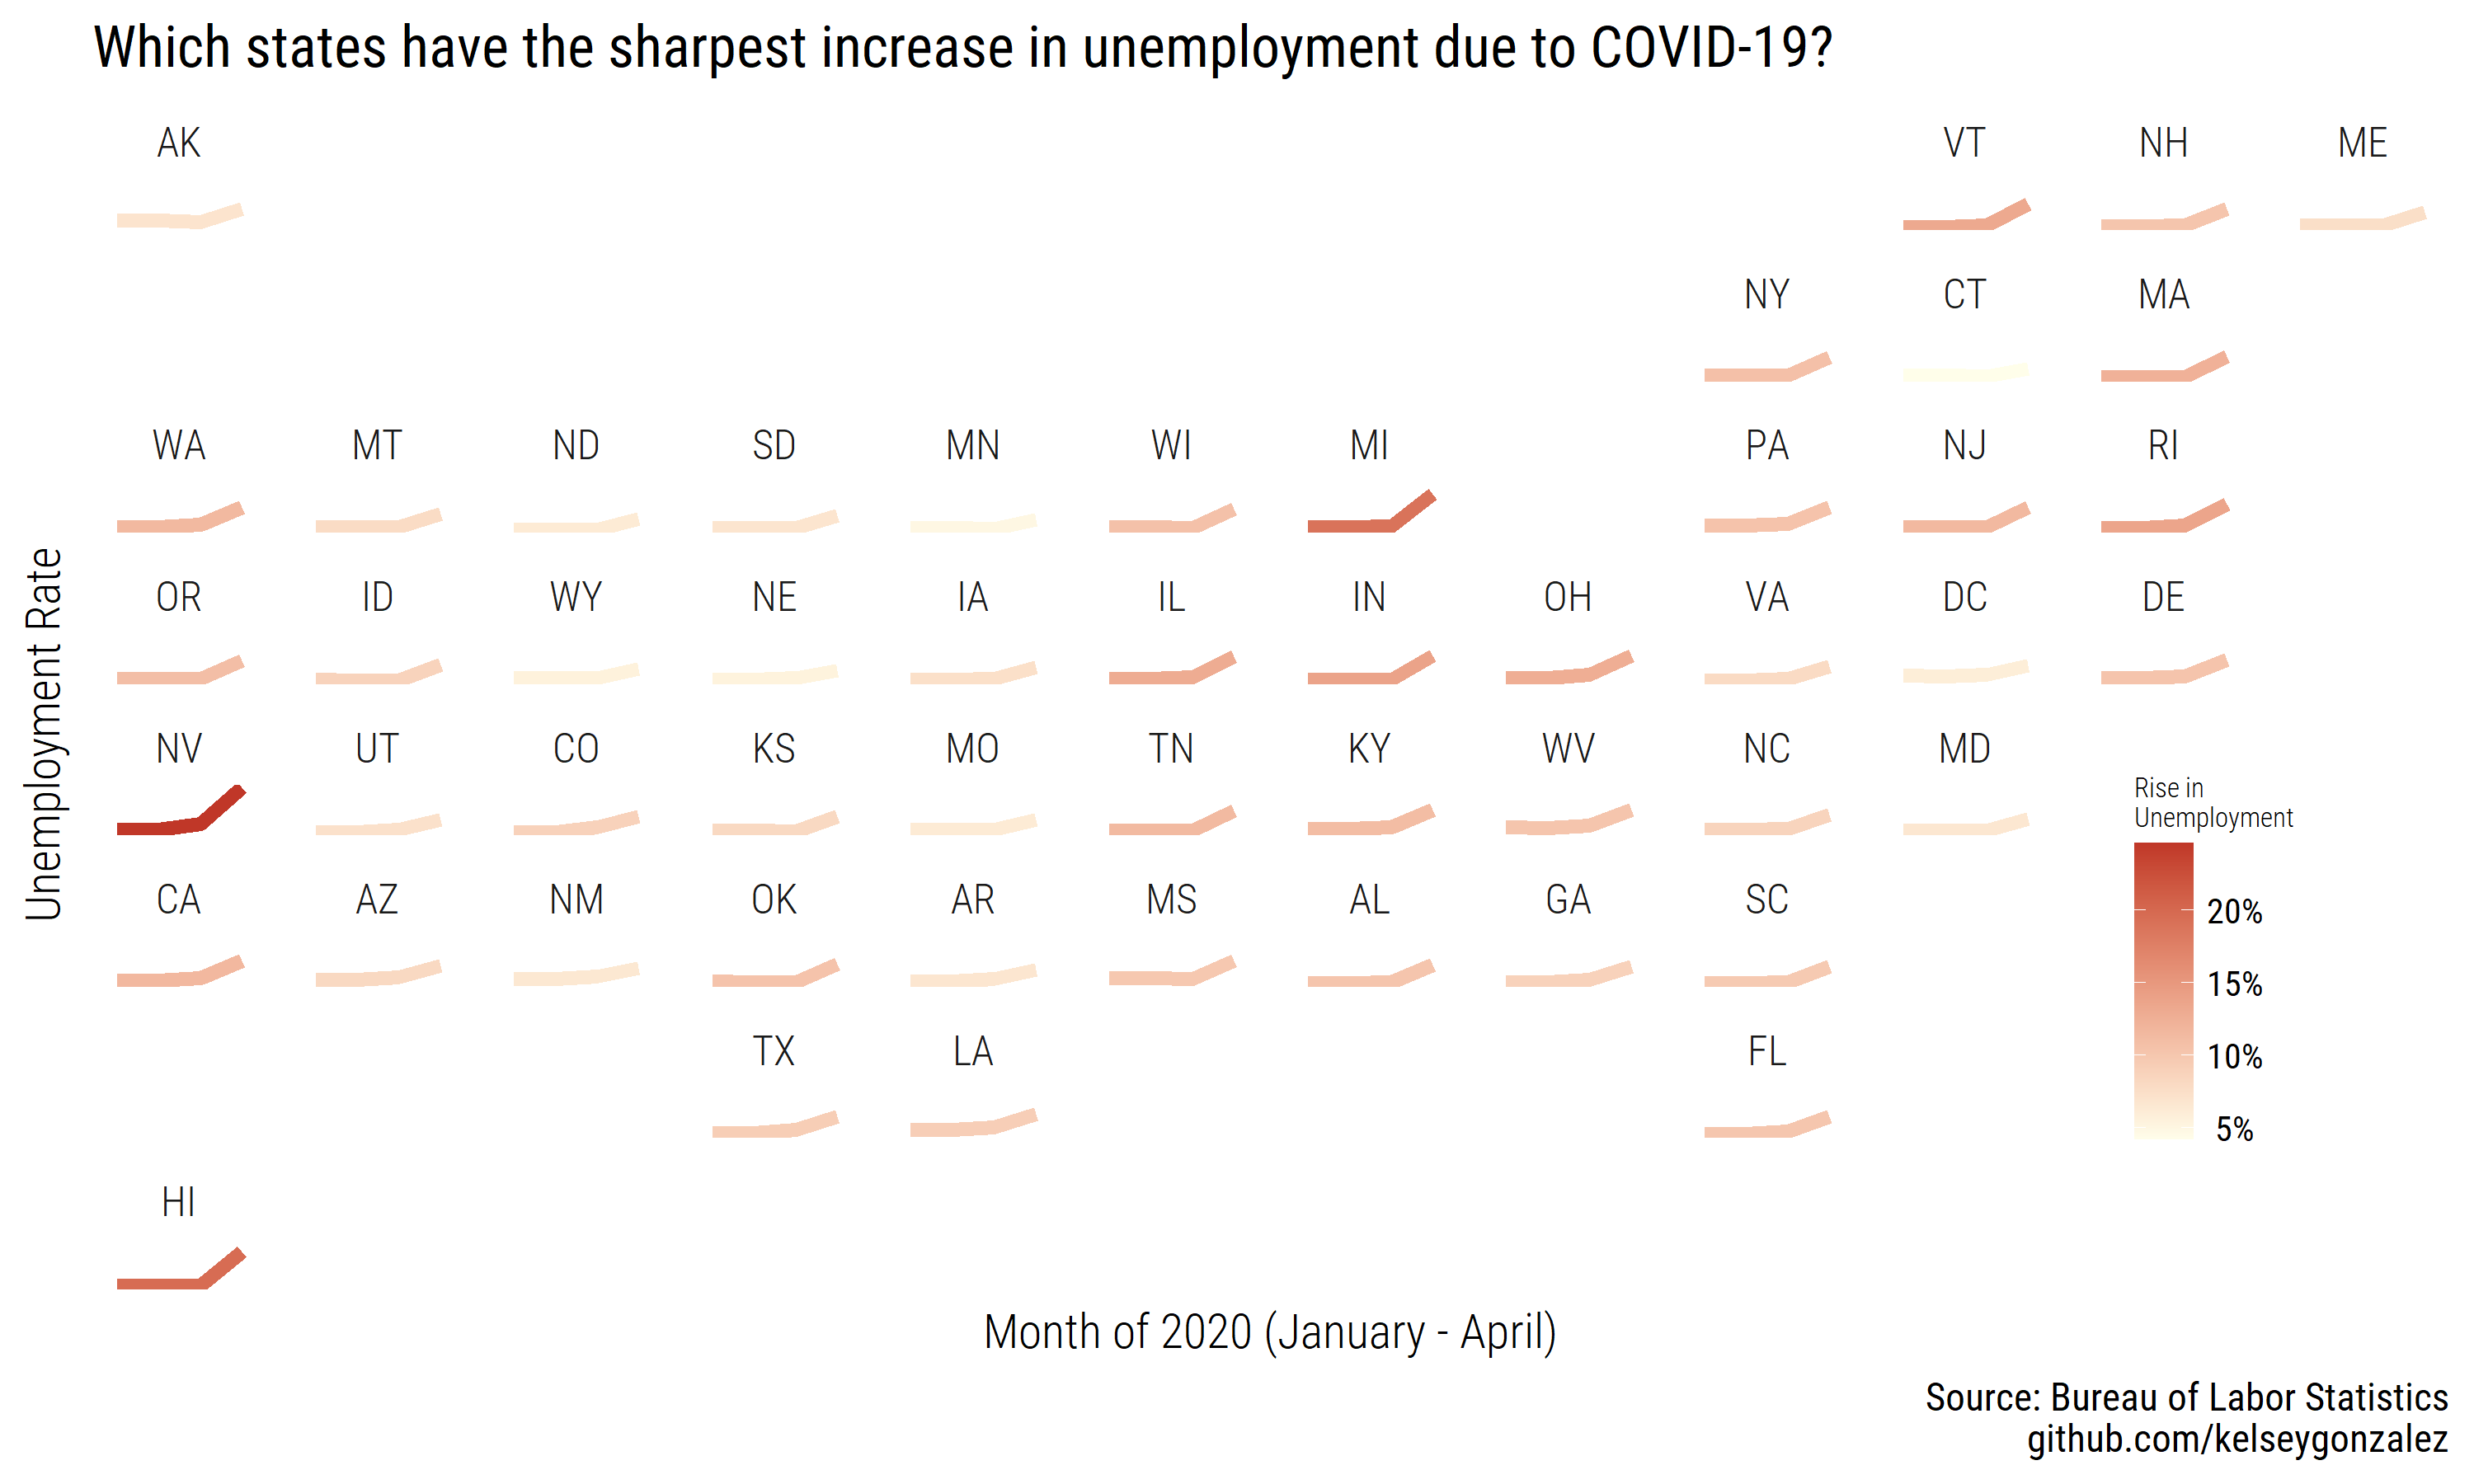 Which states have the sharpest increase in unemployment due to COVID-19?
AK VT NH ME
NY CT MA
WA MT ND SD MN WI MI PA NJ RI
OR ID WY NE IA IL IN OH VA DC DE
NV UT CO KS MO TN KY WV NC MD
CA AZ NM OK AR MS AL GA SC
TX LA FL
HI
Unemployment Rate
Month of 2020 (January - April)
Rise in
Unemployment
20%
15%
10%
5%
Source: Bureau of Labor Statistics
github.com/kelseygonzalez